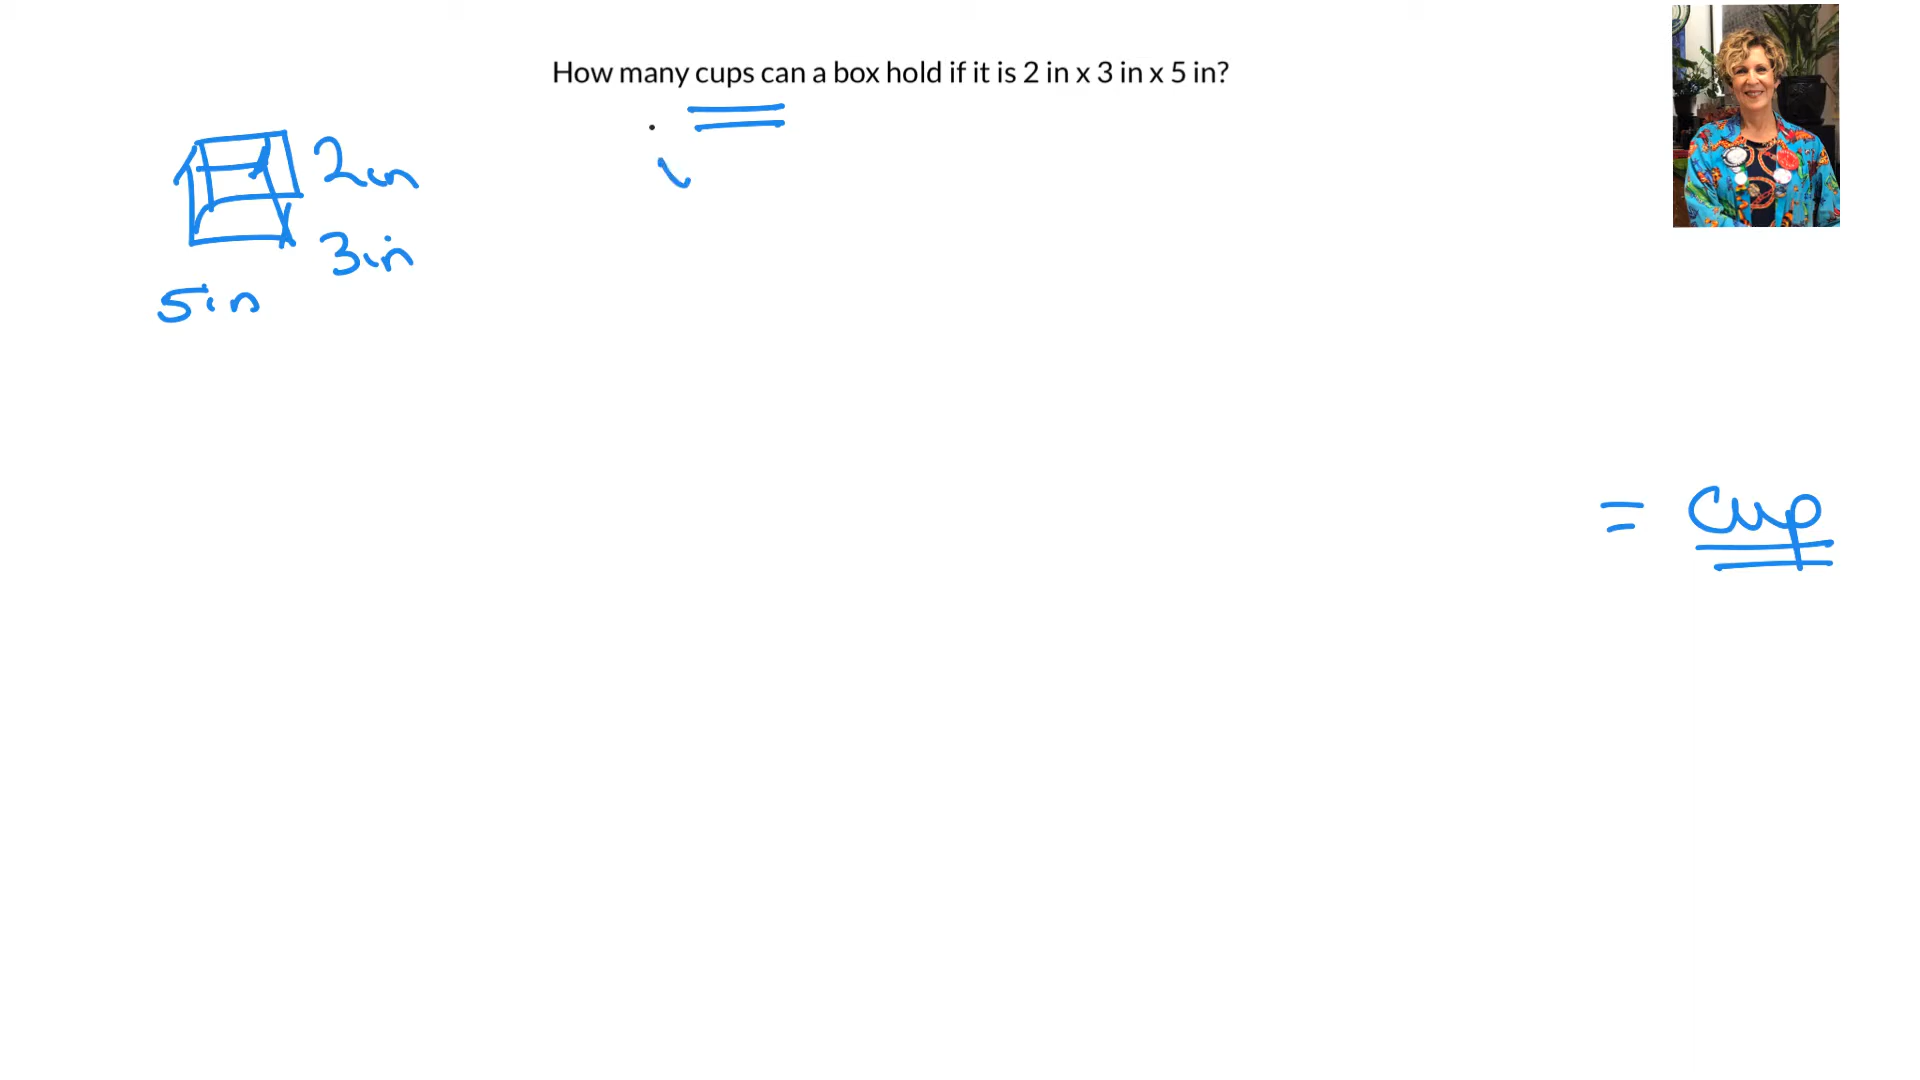 How many cups can a box hold if it is 2 in x 3 in x 5 in?
2in
3in
5in
= cup